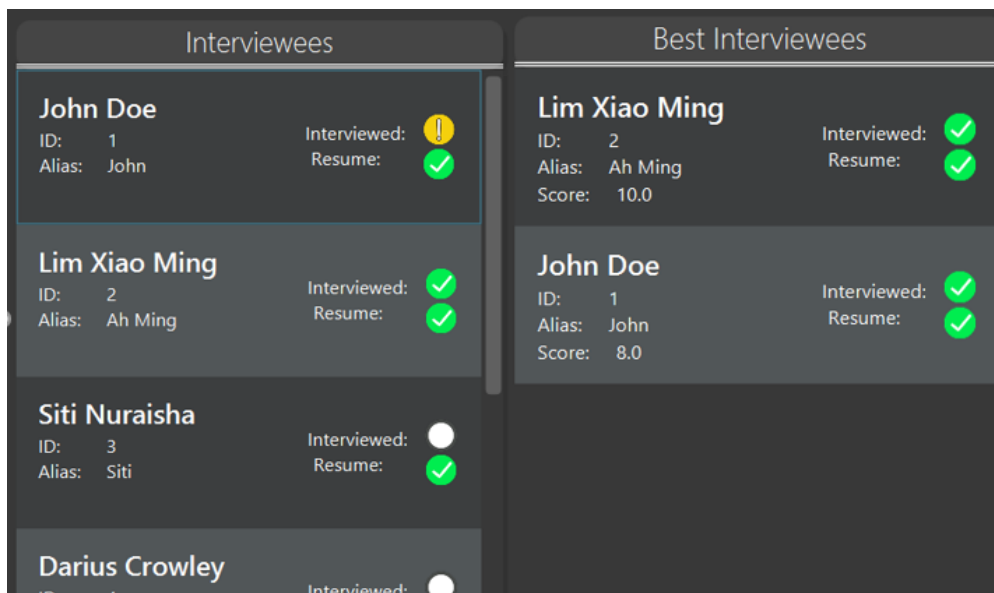 Interviewees
John Doe
ID: 1
Alias: John
Interviewed:
Resume:
Lim Xiao Ming
ID: 2
Alias: Ah Ming
Interviewed:
Resume:
Siti Nuraisha
ID: 3
Alias: Siti
Interviewed:
Resume:
Darius Crowley
Interviewed:
Best Interviewees
Lim Xiao Ming
ID: 2
Alias: Ah Ming
Score: 10.0
Interviewed:
Resume:
John Doe
ID: 1
Alias: John
Score: 8.0
Interviewed:
Resume: